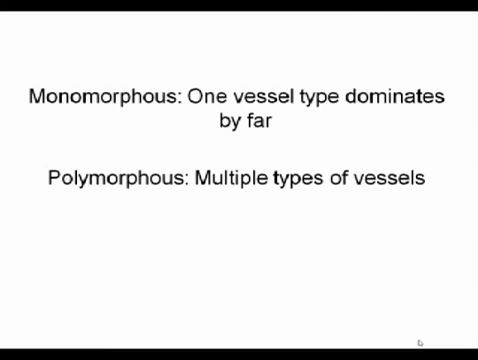 Monomorphous: One vessel type dominates
by far
Polymorphous: Multiple types of vessels